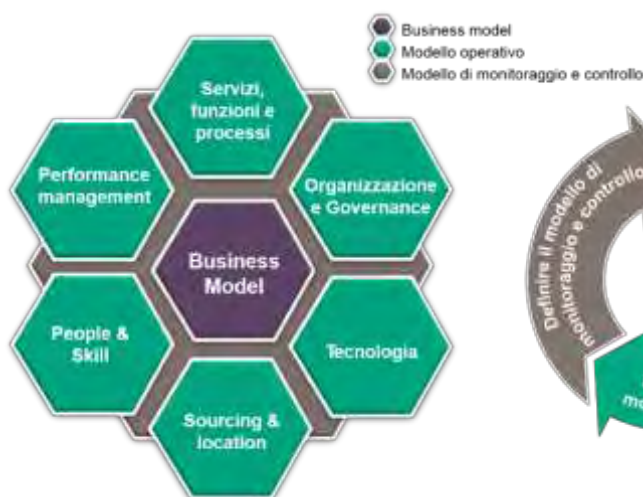 Business model
Modello operativo
Modello di monitoraggio e controllo
Servizi,
funzioni e
processi
Performance
management
Organizzazione
e Governance
Business
Model
People &
Skill
Tecnologia
Sourcing &
location
Definire il modello di
monitoraggio e controllo